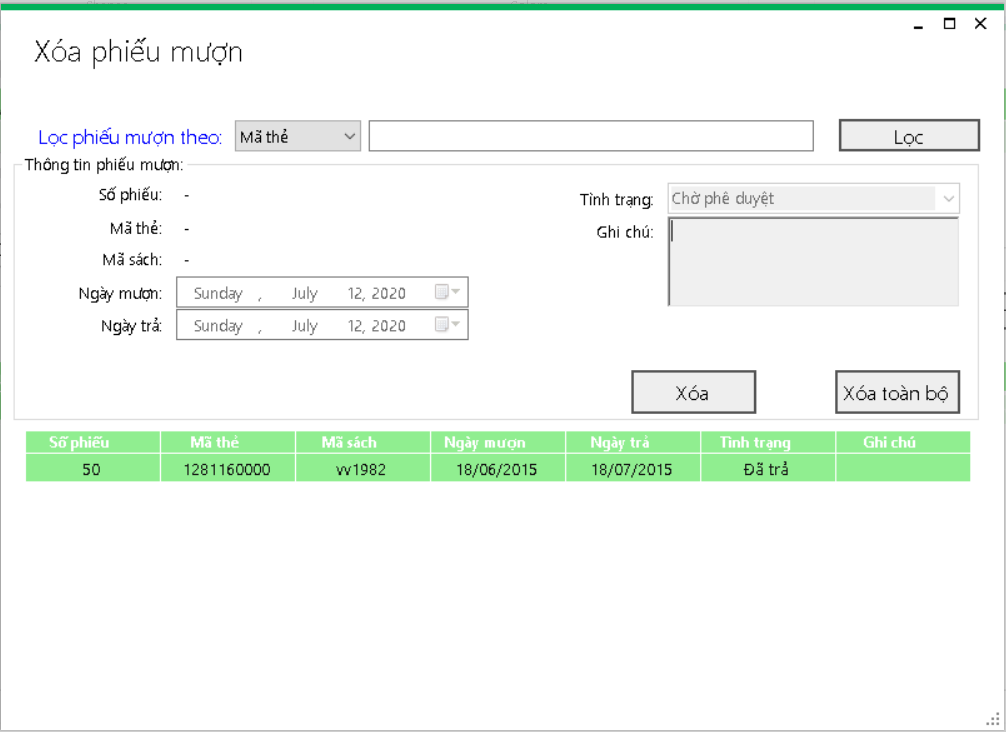 Xóa phiếu mượn
Lọc phiếu mượn theo: Mã thẻ Lọc
Thông tin phiếu mượn:
Số phiếu: -
Mã thẻ: -
Mã sách: -
Ngày mượn: Sunday , July 12, 2020
Ngày trả: Sunday , July 12, 2020
Tình trạng: Chờ phê duyệt
Ghi chú:
Xóa Xóa toàn bộ
Số phiếu Mã thẻ Mã sách Ngày mượn Ngày trả Tình trạng Ghi chú
50 1281160000 vv1982 18/06/2015 18/07/2015 Đã trả